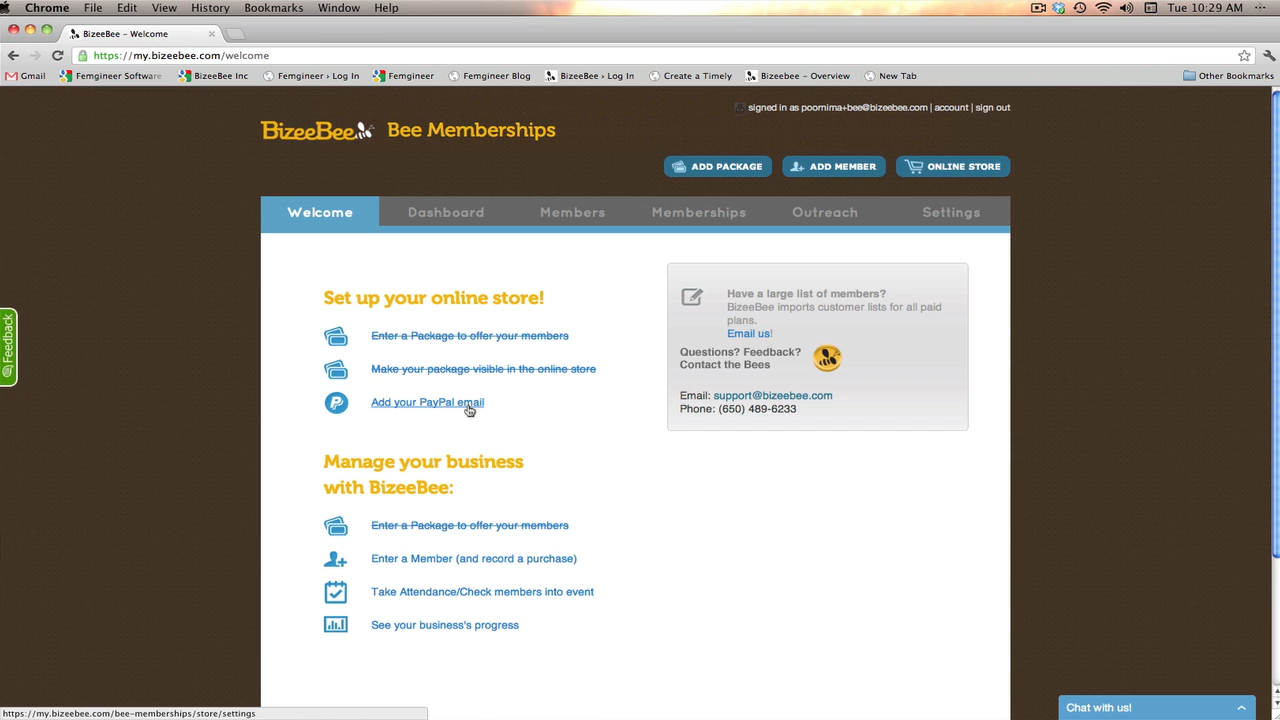 Chrome File Edit View History Bookmarks Window Help Tue 10:29 AM
BizeeBee – Welcome
https://my.bizeebee.com/welcome
Gmail Femgineer Software BizeeBee Inc Femgineer › Log In Femgineer Femgineer Blog BizeeBee › Log In Create a Timely Bizeebee – Overview New Tab Other Bookmarks
signed in as poornima+bee@bizeebee.com | account | sign out
BizeeBee Bee Memberships
ADD PACKAGE ADD MEMBER ONLINE STORE
Welcome Dashboard Members Memberships Outreach Settings
Set up your online store!
Enter a Package to offer your members
Make your package visible in the online store
Add your PayPal email
Manage your business
with BizeeBee:
Enter a Package to offer your members
Enter a Member (and record a purchase)
Take Attendance/Check members into event
See your business's progress
Have a large list of members?
BizeeBee imports customer lists for all paid
plans.
Email us!
Questions? Feedback?
Contact the Bees
Email: support@bizeebee.com
Phone: (650) 489-6233
Feedback
https://my.bizeebee.com/bee-memberships/store/settings
Chat with us!